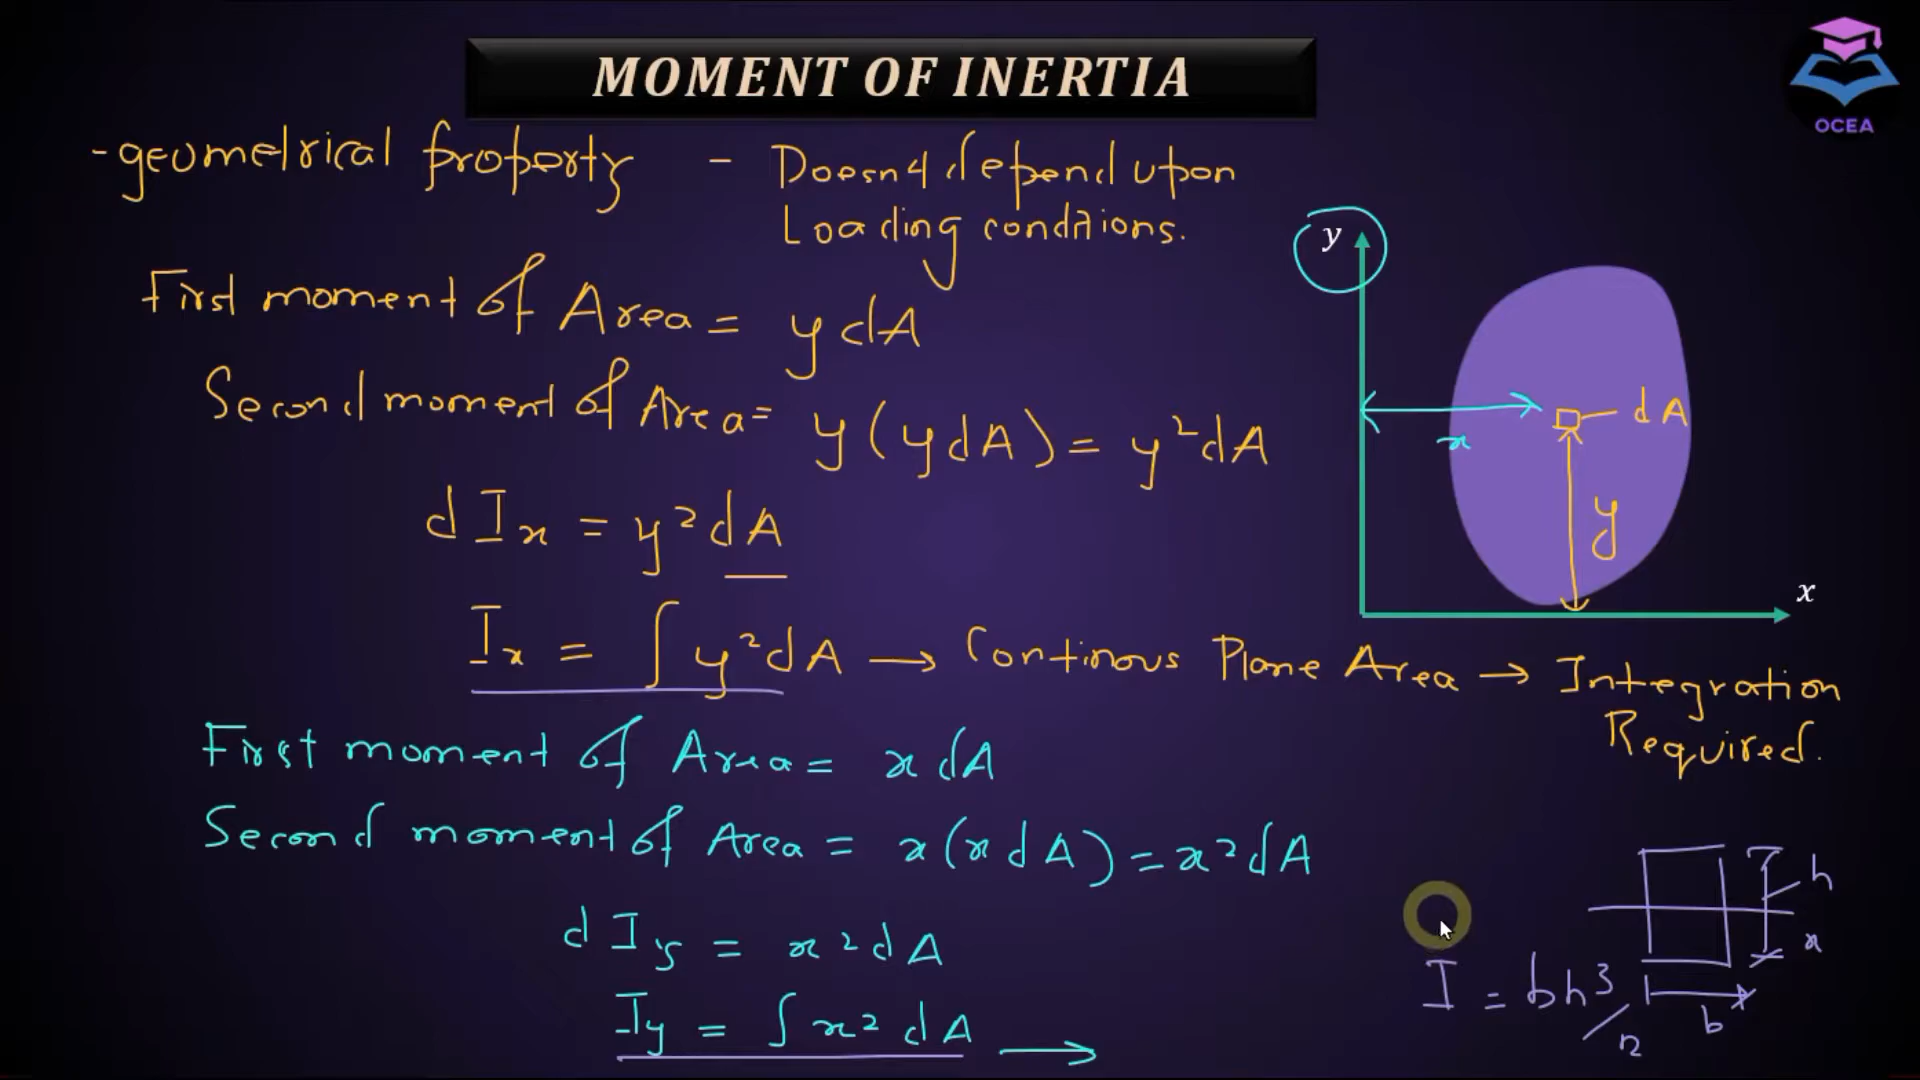 MOMENT OF INERTIA
OCEA
- geometrical property - Doesn't depend upon
Loading conditions.
First moment of Area = y dA
Second moment of Area = y (y dA) = y² dA
d Ix = y² dA
Ix = ∫ y² dA → Continous Plane Area → Integration
Required.
First moment of Area = x dA
Second moment of Area = x (x d A) = x² dA
d Iy = x² d A
Iy = ∫ x² dA →
y
x
dA
x
y
h
x
b
I = bh³/12